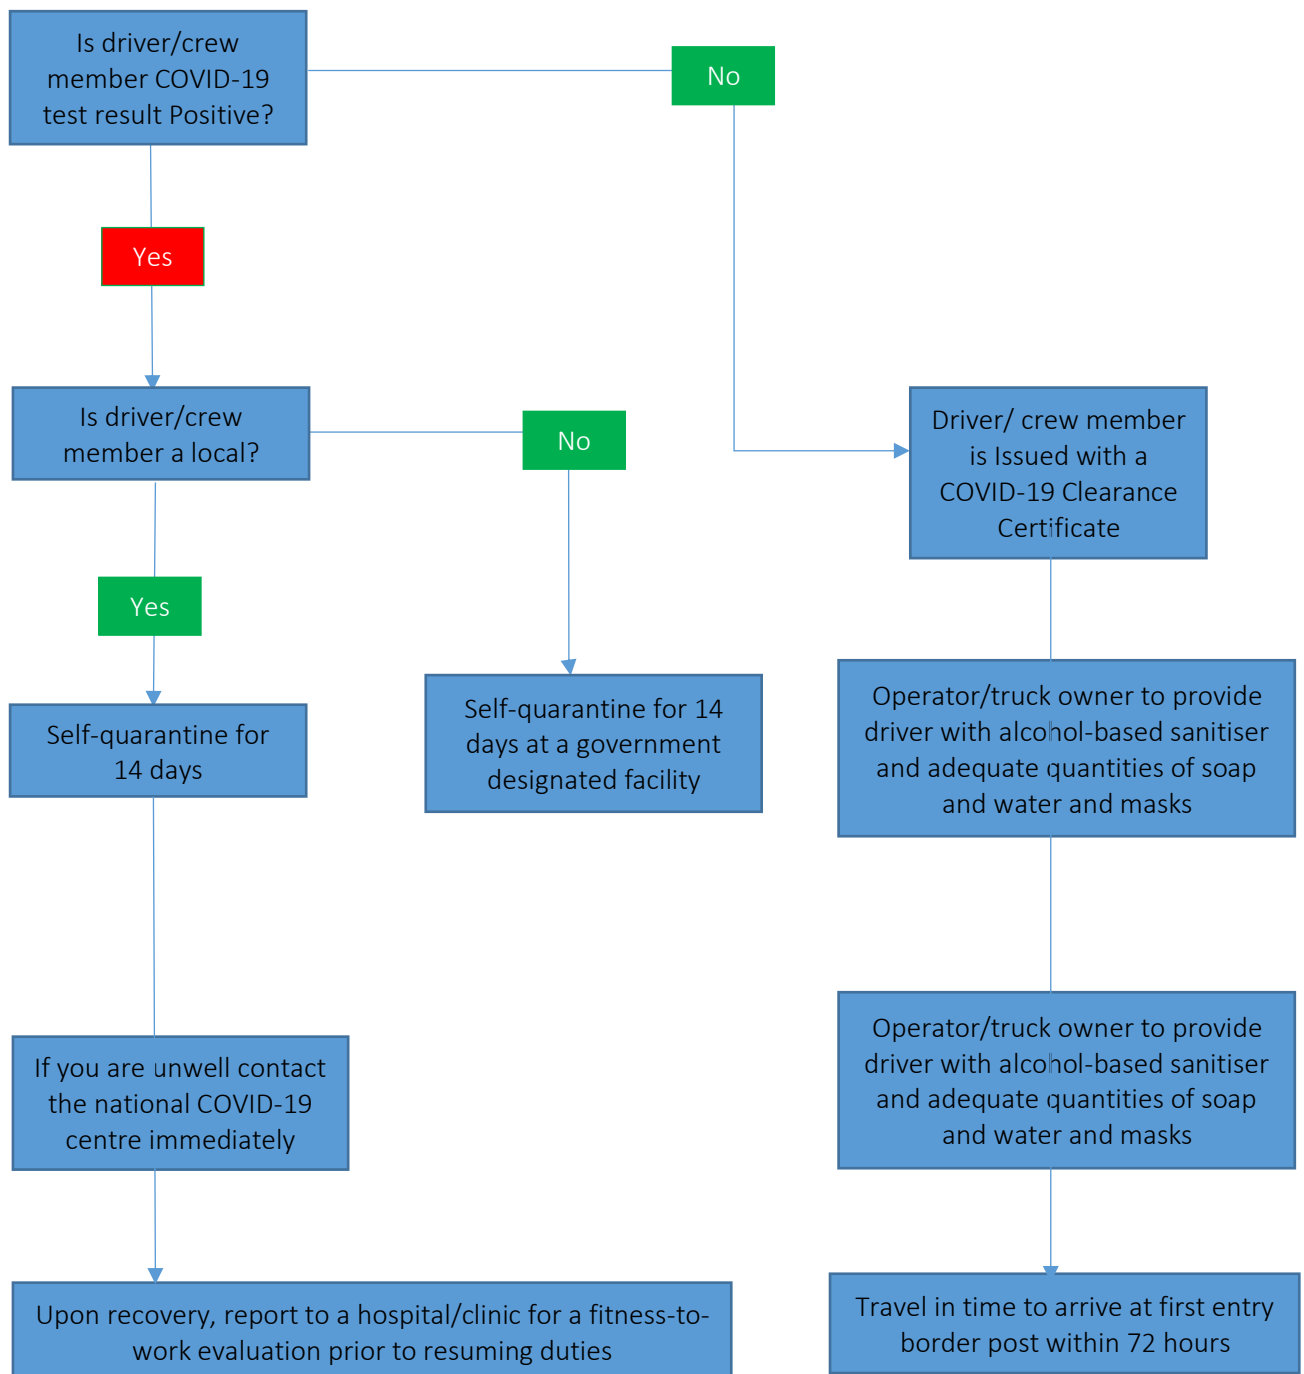 Is driver/crew
member COVID-19
test result Positive?
No
Yes
Is driver/crew
member a local?
No
Driver/ crew member
is Issued with a
COVID-19 Clearance
Certificate
Yes
Self-quarantine for
14 days
Self-quarantine for 14
days at a government
designated facility
Operator/truck owner to provide
driver with alcohol-based sanitiser
and adequate quantities of soap
and water and masks
If you are unwell contact
the national COVID-19
centre immediately
Operator/truck owner to provide
driver with alcohol-based sanitiser
and adequate quantities of soap
and water and masks
Upon recovery, report to a hospital/clinic for a fitness-to-
work evaluation prior to resuming duties
Travel in time to arrive at first entry
border post within 72 hours